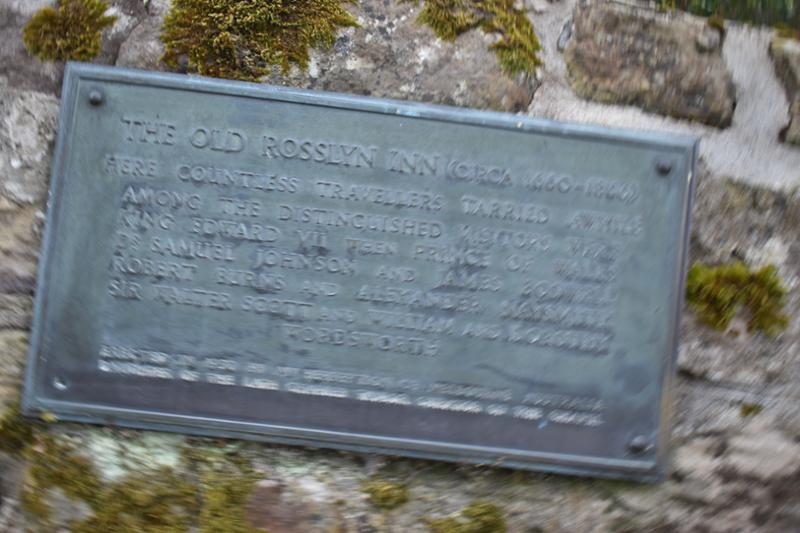 THE OLD ROSSLYN INN (CIRCA 1660-1866)
HERE COUNTLESS TRAVELLERS TARRIED AWHILE
AMONG THE DISTINGUISHED VISITORS WERE
KING EDWARD VII WHEN PRINCE OF WALES
DR SAMUEL JOHNSON AND JAMES BOSWELL
ROBERT BURNS AND ALEXANDER NASMYTH
SIR WALTER SCOTT AND WILLIAM AND DOROTHY
WORDSWORTH